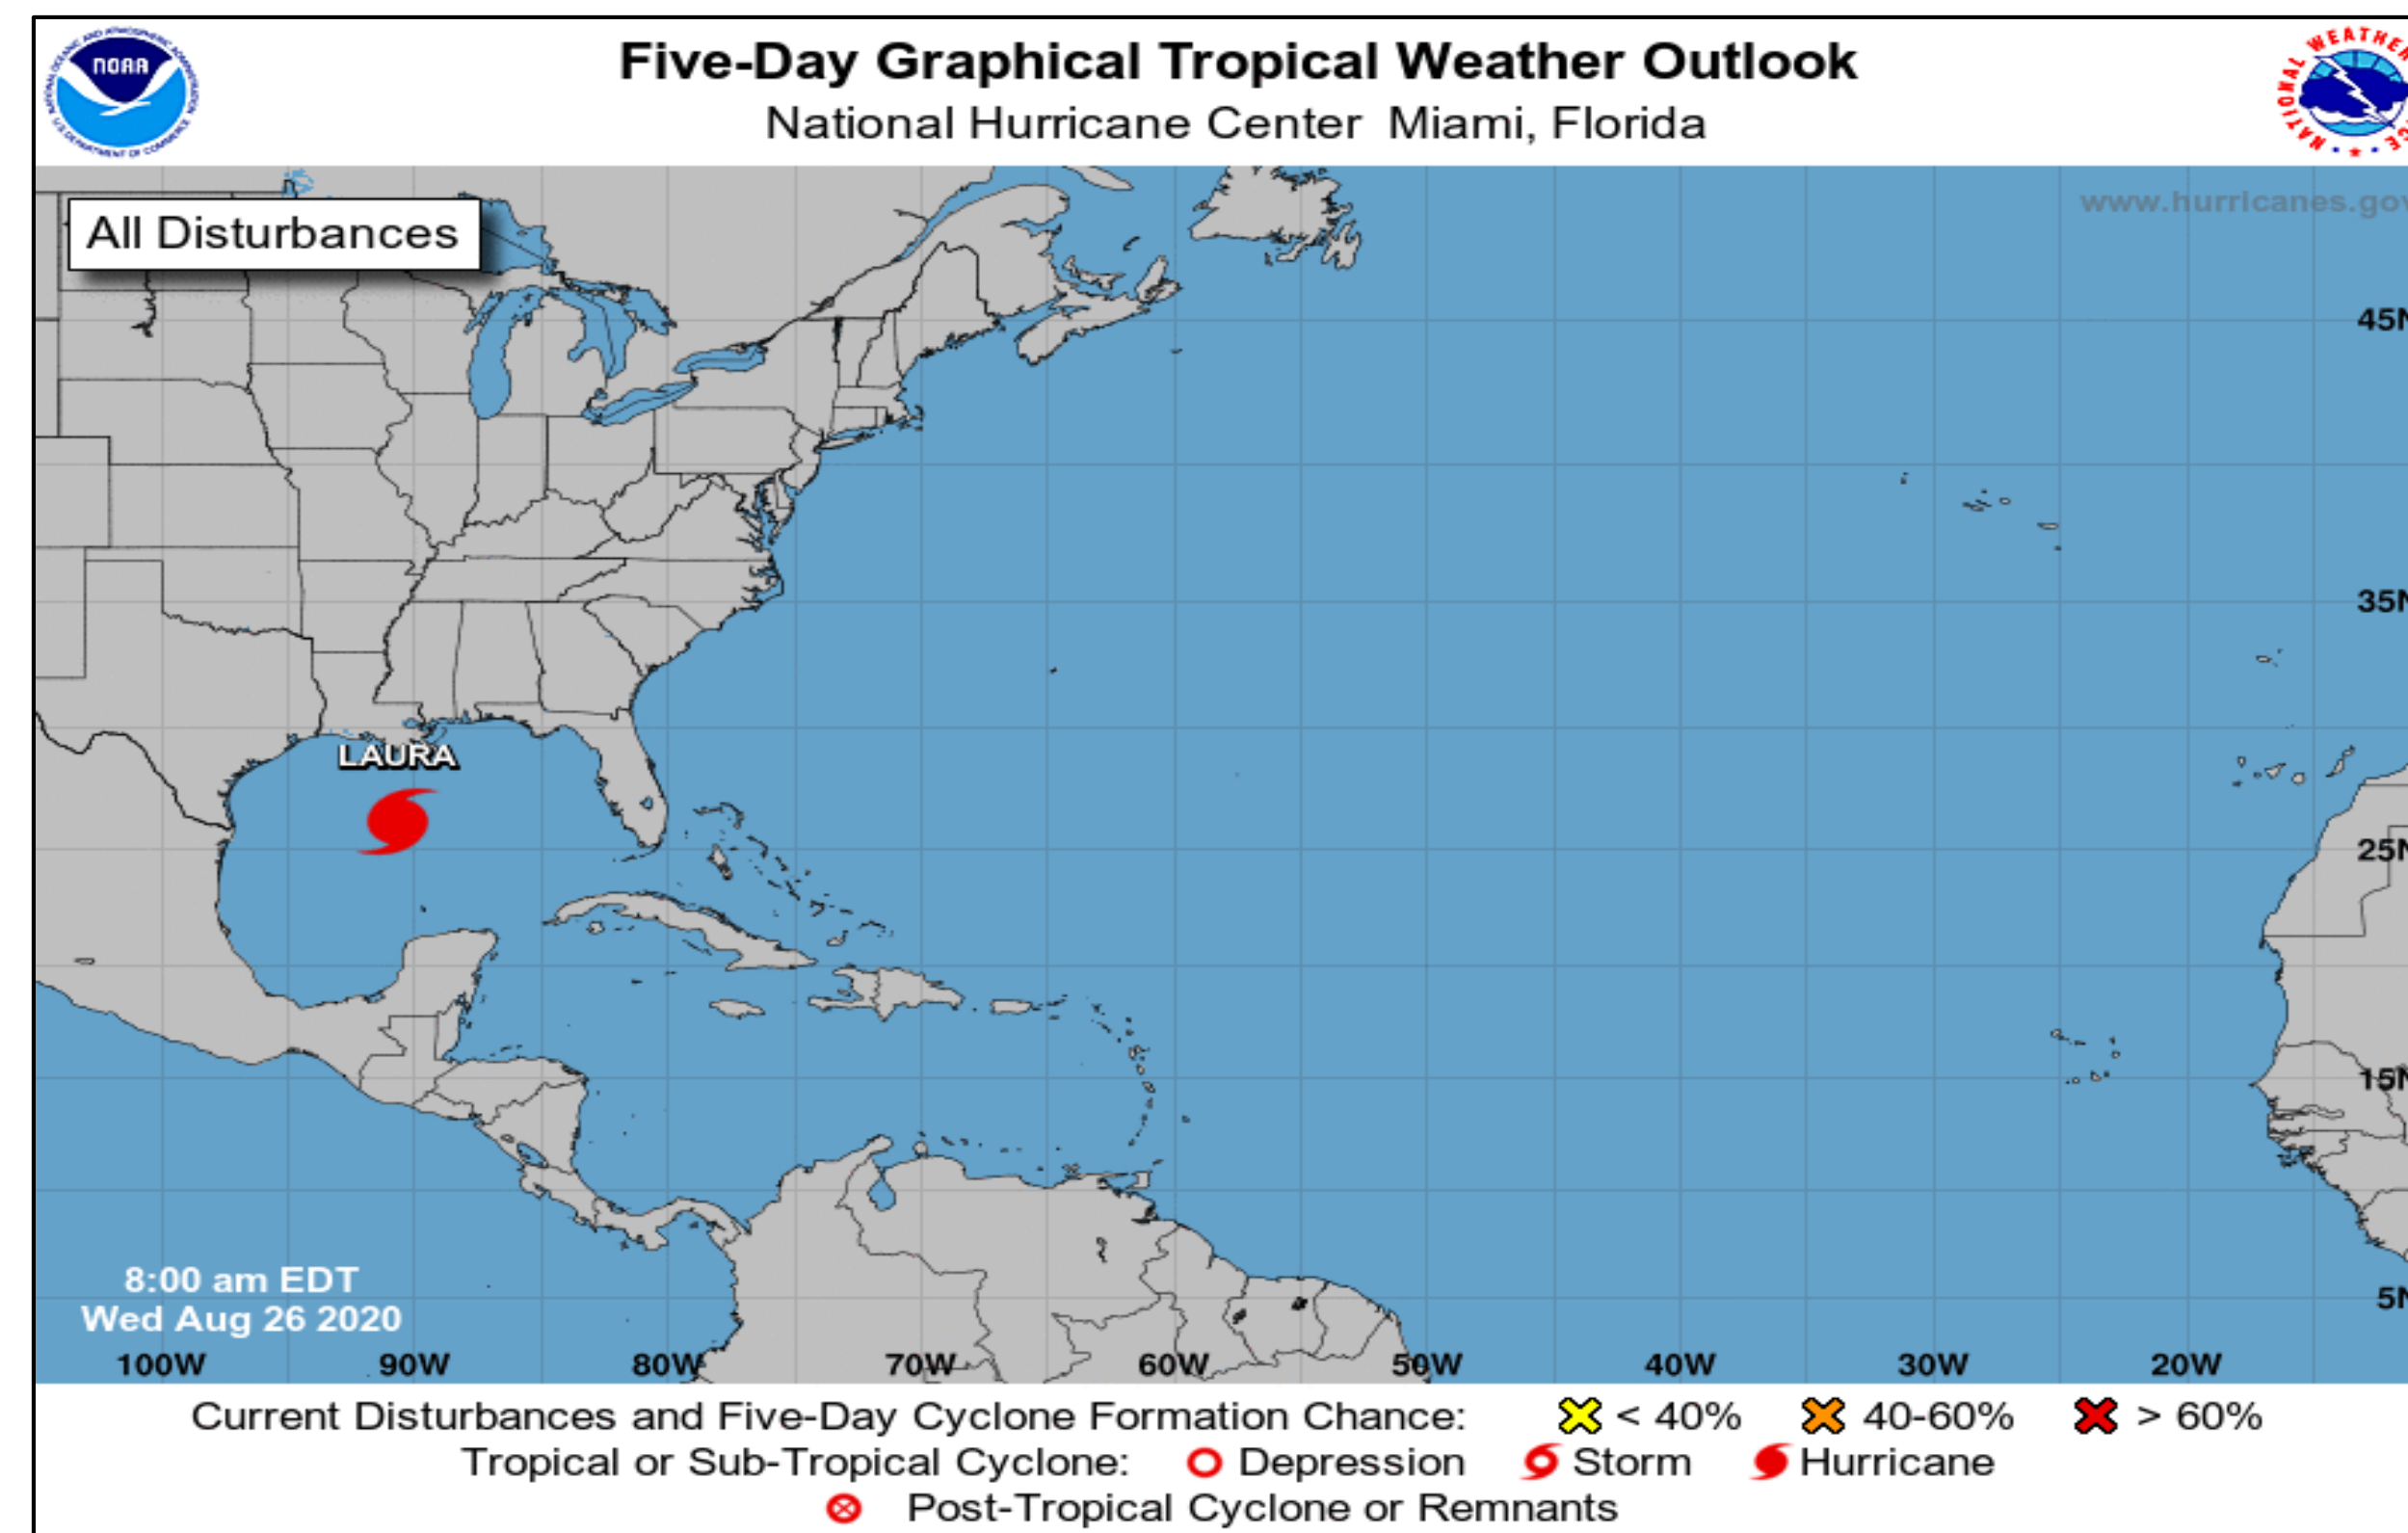 NOAA
Five-Day Graphical Tropical Weather Outlook
National Hurricane Center Miami, Florida
All Disturbances
www.hurricanes.gov
45N
35N
LAURA
25N
15N
8:00 am EDT
Wed Aug 26 2020
5N
100W 90W 80W 70W 60W 50W 40W 30W 20W
Current Disturbances and Five-Day Cyclone Formation Chance: < 40% 40-60% > 60%
Tropical or Sub-Tropical Cyclone: Depression Storm Hurricane
Post-Tropical Cyclone or Remnants